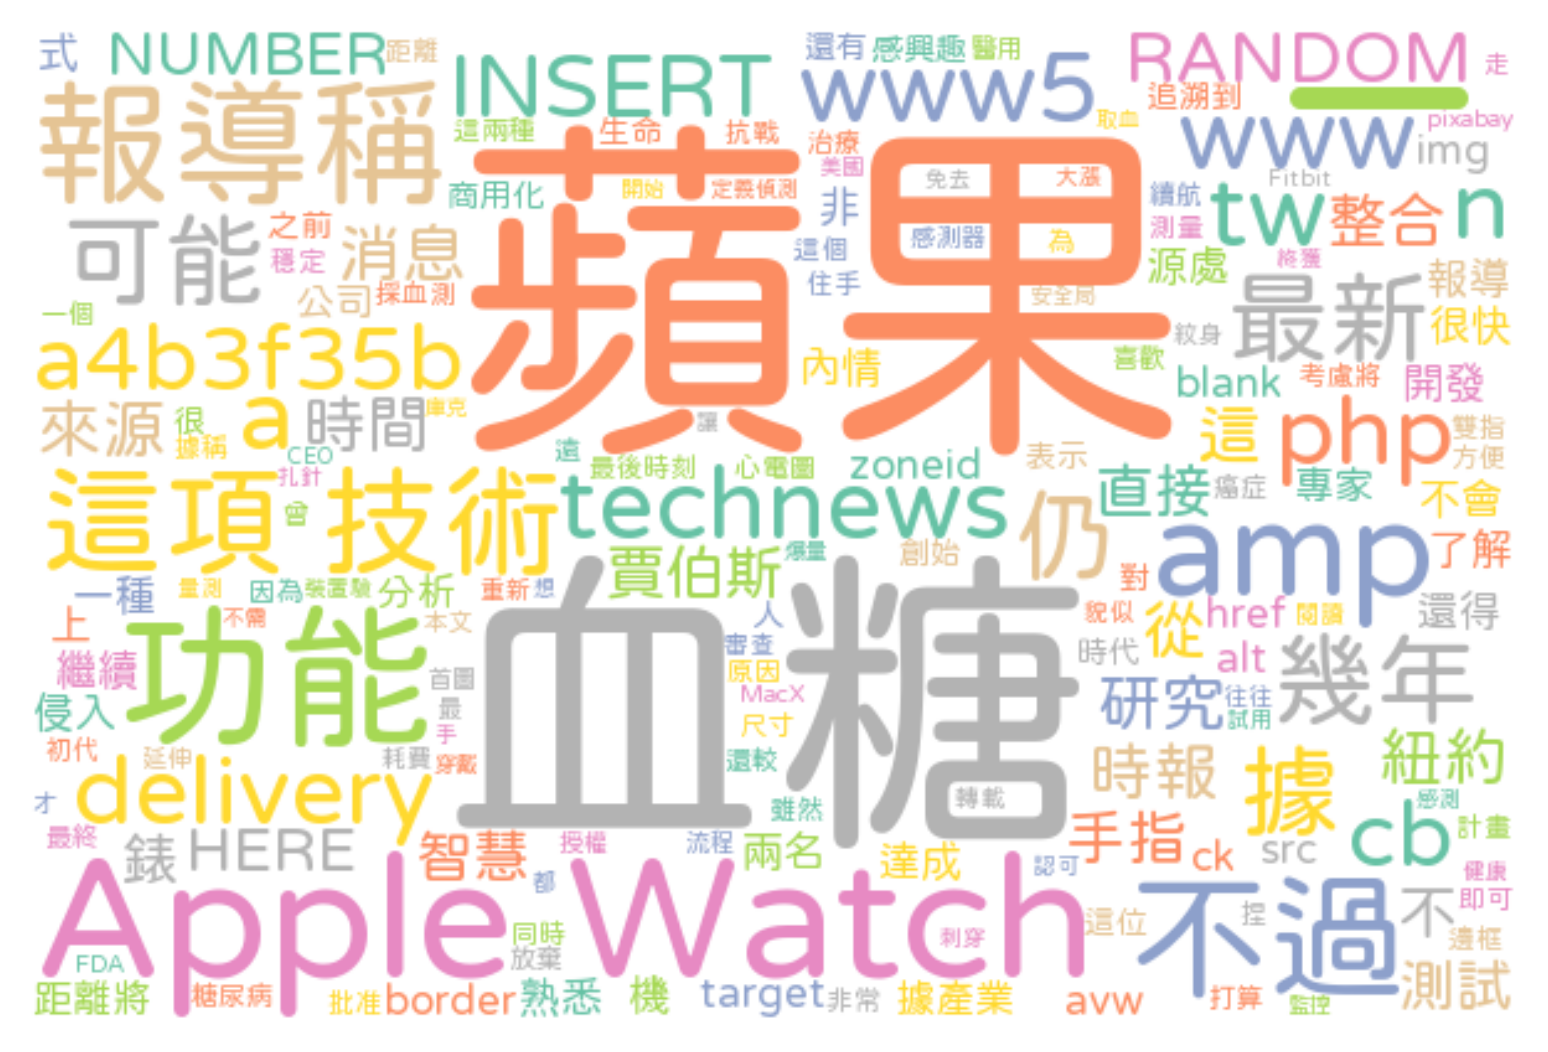 式 NUMBER 距離 INSERT 還有 感興趣 醫用 RANDOM_ 走
報導稱 這兩種 生命 抗戰 治療 www5 取血 追溯到 www pixabay img
商用化 開始 定義偵測 美國 非 免去 大漲 Fitbit 續航 tw 整合 n
可能 之前 穩定 消息 蘋果 這個 感測器 為 測量 源處 終獲
一個 公司 採血測 住手 安全局 紋身 最新 報導 很快
a4b3f35b 內情 喜歡 blank 考慮將 開發
來源 很 據稱 a 時間 庫克 讓 這 php 雙指 方便
CEO 扎針 遠 最後時刻 心電圖 zoneid 表示 直接 癌症 專家 不會
這項 曾 技術 technews 仍 amp 了解
一種 量測 因為 裝置驗 分析 重新 想 賈伯斯 爆量 創始 對
上 不需 本文 人 貌似 從 href 閱讀 還得
繼續 功能 首圖 血糖 審查 原因 時代 alt 幾年
侵入 最 手 MacX 尺寸 研究 往往 試用
初代 延伸 耗費 穿戴 還較 時報 據 紐約
才 delivery 雖然 轉載 感測
最終 錶 HERE 智慧 授權 流程 兩名 達成 認可 手指 ck src cb 計畫
Apple Watch 都 不過 健康 即可
FDA 同時 放棄 刺穿 這位 捏 不 邊框
距離將 糖尿病 批准 border 熟悉 機 target 非常 據產業 avw 打算 監控 測試